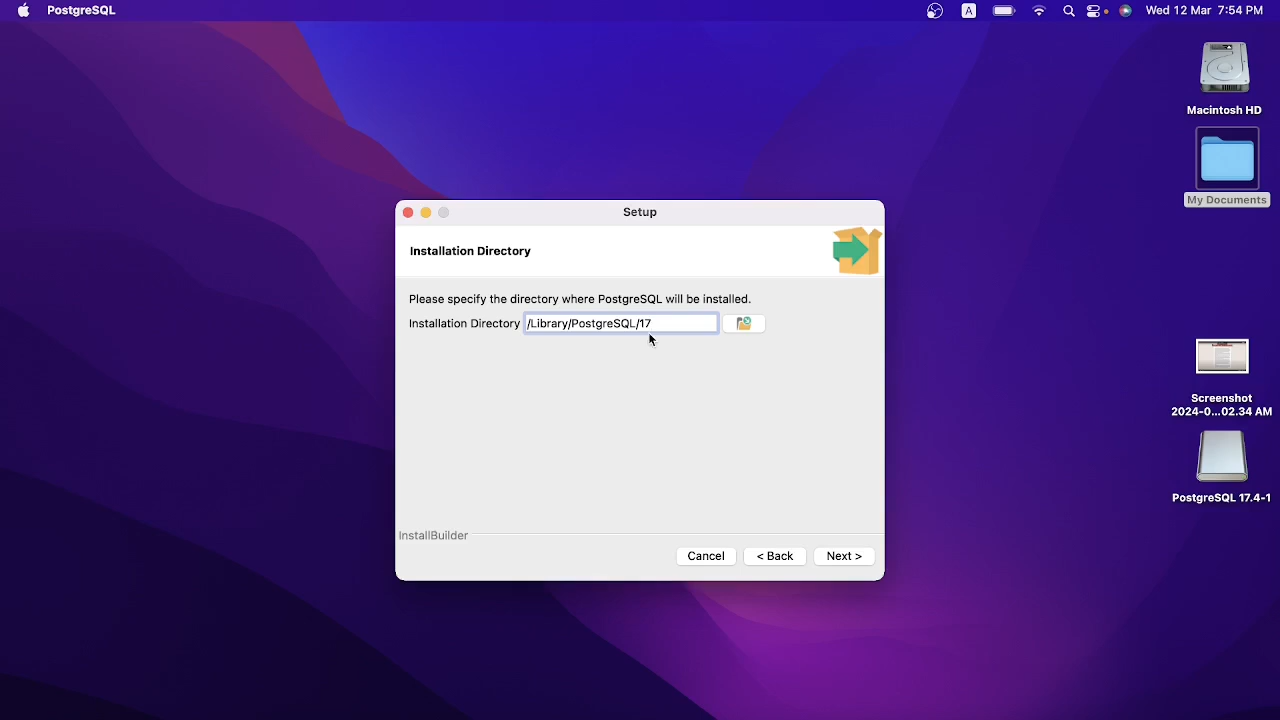 PostgreSQL
A
Wed 12 Mar 7:54 PM
Macintosh HD
My Documents
Setup
Installation Directory
Please specify the directory where PostgreSQL will be installed.
Installation Directory /Library/PostgreSQL/17
InstallBuilder
Cancel
< Back
Next >
Screenshot
2024-0...02.34 AM
PostgreSQL 17.4-1